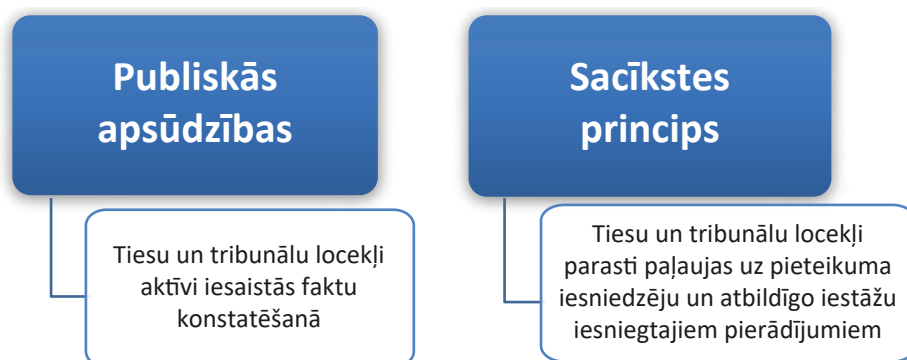 Publiskās
apsūdzības
Tiesu un tribunālu locekļi
aktīvi iesaistās faktu
konstatēšanā
Sacīkstes
princips
Tiesu un tribunālu locekļi
parasti paļaujas uz pieteikuma
iesniedzēju un atbildīgo iestāžu
iesniegtajiem pierādījumiem